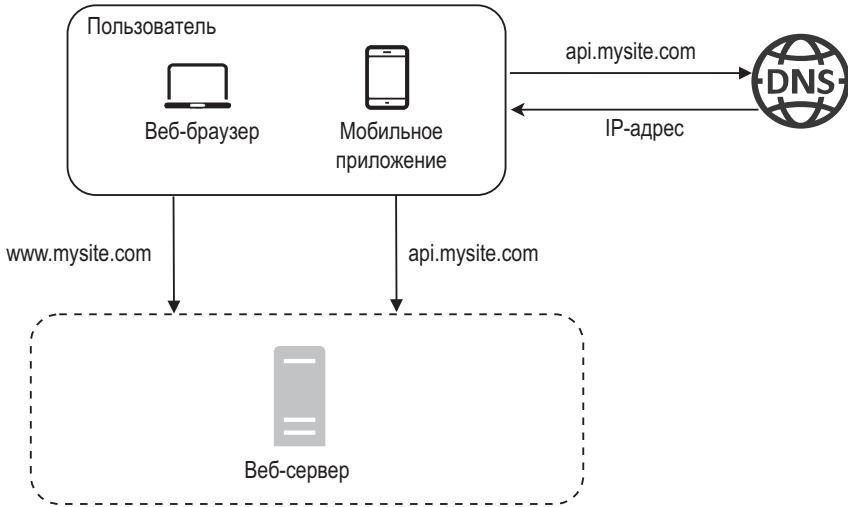 Пользователь
api.mysite.com
DNS
Веб-браузер
Мобильное
приложение
IP-адрес
www.mysite.com
api.mysite.com
Веб-сервер